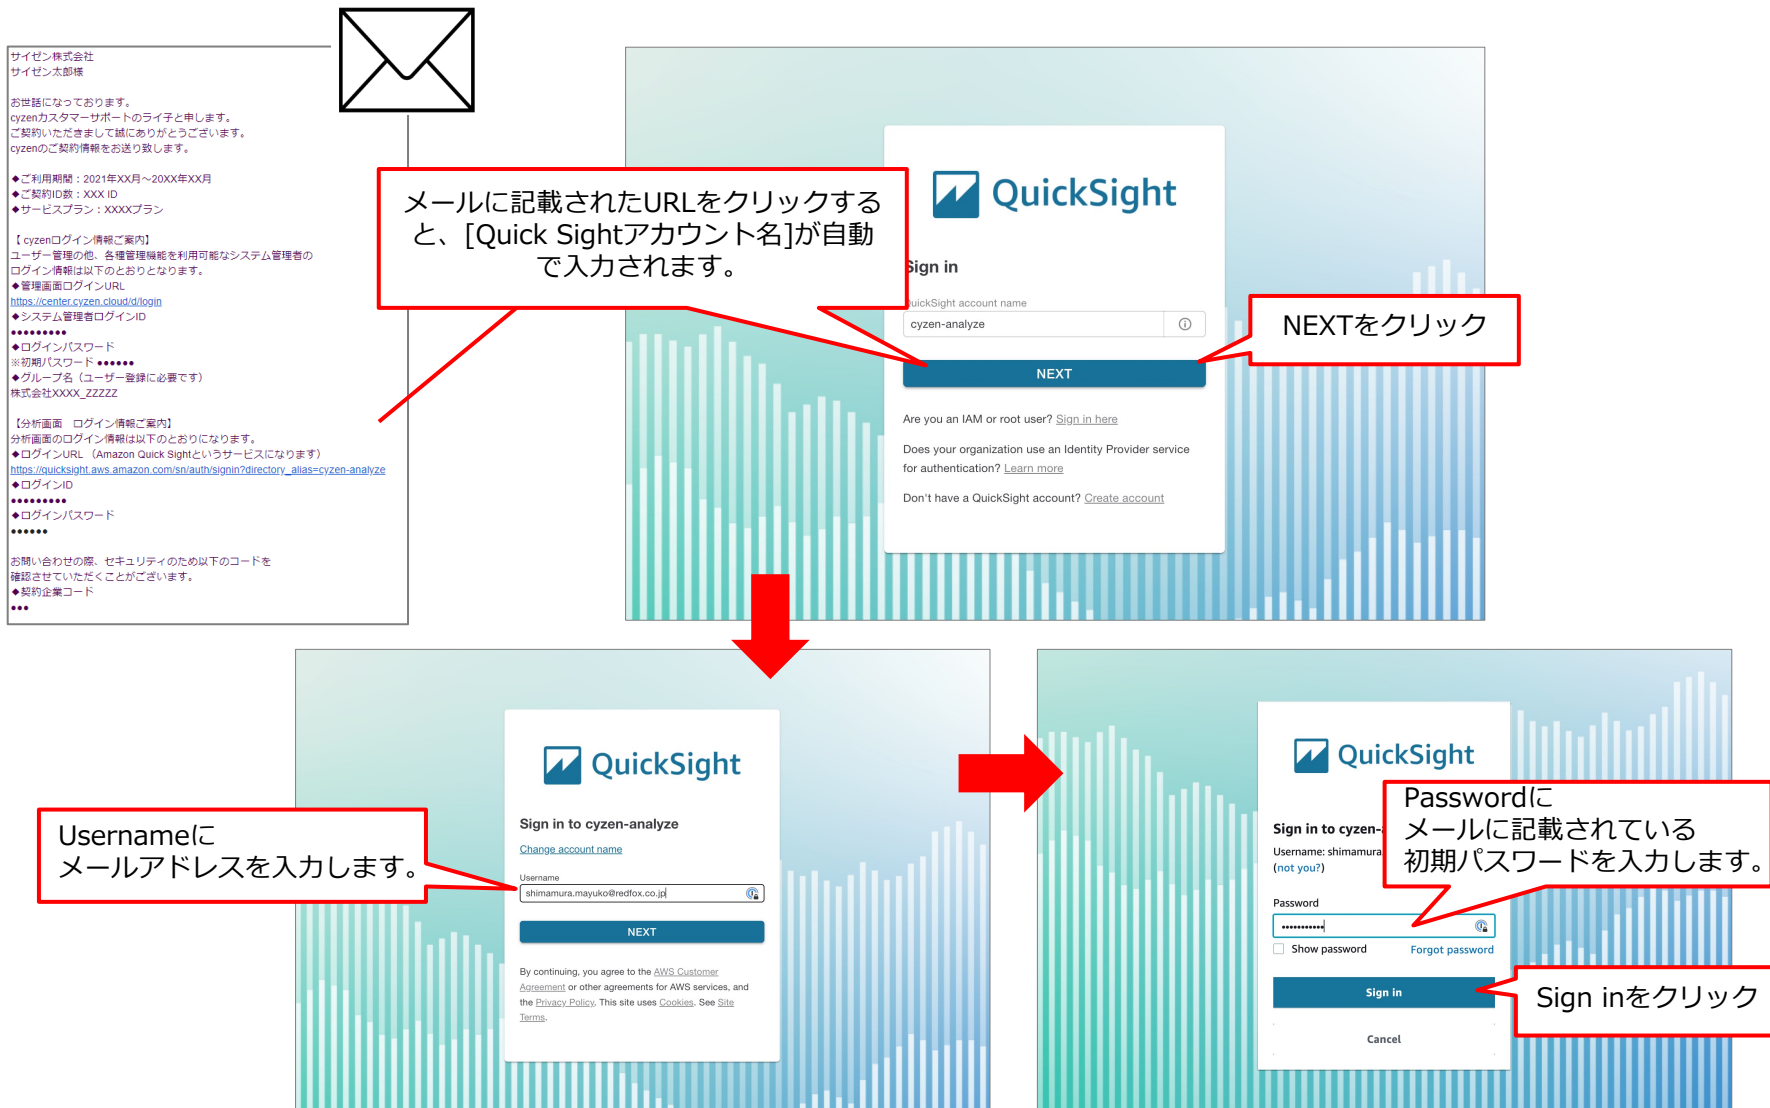 サイゼン株式会社
サイゼン太郎様
お世話になっております。
cyzenカスタマーサポートのライ子と申します。
ご契約いただきまして誠にありがとうございます。
cyzenのご契約情報をお送り致します。
◆ご利用期間：2021年XX月～20XX年XX月
◆ご契約ID数：XXX ID
◆サービスプラン：XXXXプラン
【 cyzenログイン情報ご案内】
ユーザー管理の他、各種管理機能を利用可能なシステム管理者の
ログイン情報は以下のとおりとなります。
◆管理画面ログインURL
https://center.cyzen.cloud/d/login
◆システム管理者ログインID
●●●●●●●●●
◆ログインパスワード
※初期パスワード ●●●●●●
◆グループ名（ユーザー登録に必要です）
株式会社XXXX_ZZZZZ
【分析画面　ログイン情報ご案内】
分析画面のログイン情報は以下のとおりになります。
◆ログインURL （Amazon Quick Sightというサービスになります）
https://quicksight.aws.amazon.com/sn/auth/signin?directory_alias=cyzen-analyze
◆ログインID
●●●●●●●●●
◆ログインパスワード
●●●●●●
お問い合わせの際、セキュリティのため以下のコードを
確認させていただくことがございます。
◆契約企業コード
●●●
メールに記載されたURLをクリックする
と、[Quick Sightアカウント名]が自動
で入力されます。
QuickSight
Sign in
QuickSight account name
cyzen-analyze
NEXT
Are you an IAM or root user? Sign in here
Does your organization use an Identity Provider service
for authentication? Learn more
Don't have a QuickSight account? Create account
NEXTをクリック
Usernameに
メールアドレスを入力します。
QuickSight
Sign in to cyzen-analyze
Change account name
Username
shimamura.mayuko@redfox.co.jp
NEXT
By continuing, you agree to the AWS Customer
Agreement or other agreements for AWS services, and
the Privacy Policy. This site uses Cookies. See Site
Terms.
QuickSight
Sign in to cyzen-
Username: shimamura
(not you?)
Password
•••••••••••
Show password
Forgot password
Sign in
Cancel
Passwordに
メールに記載されている
初期パスワードを入力します。
Sign inをクリック